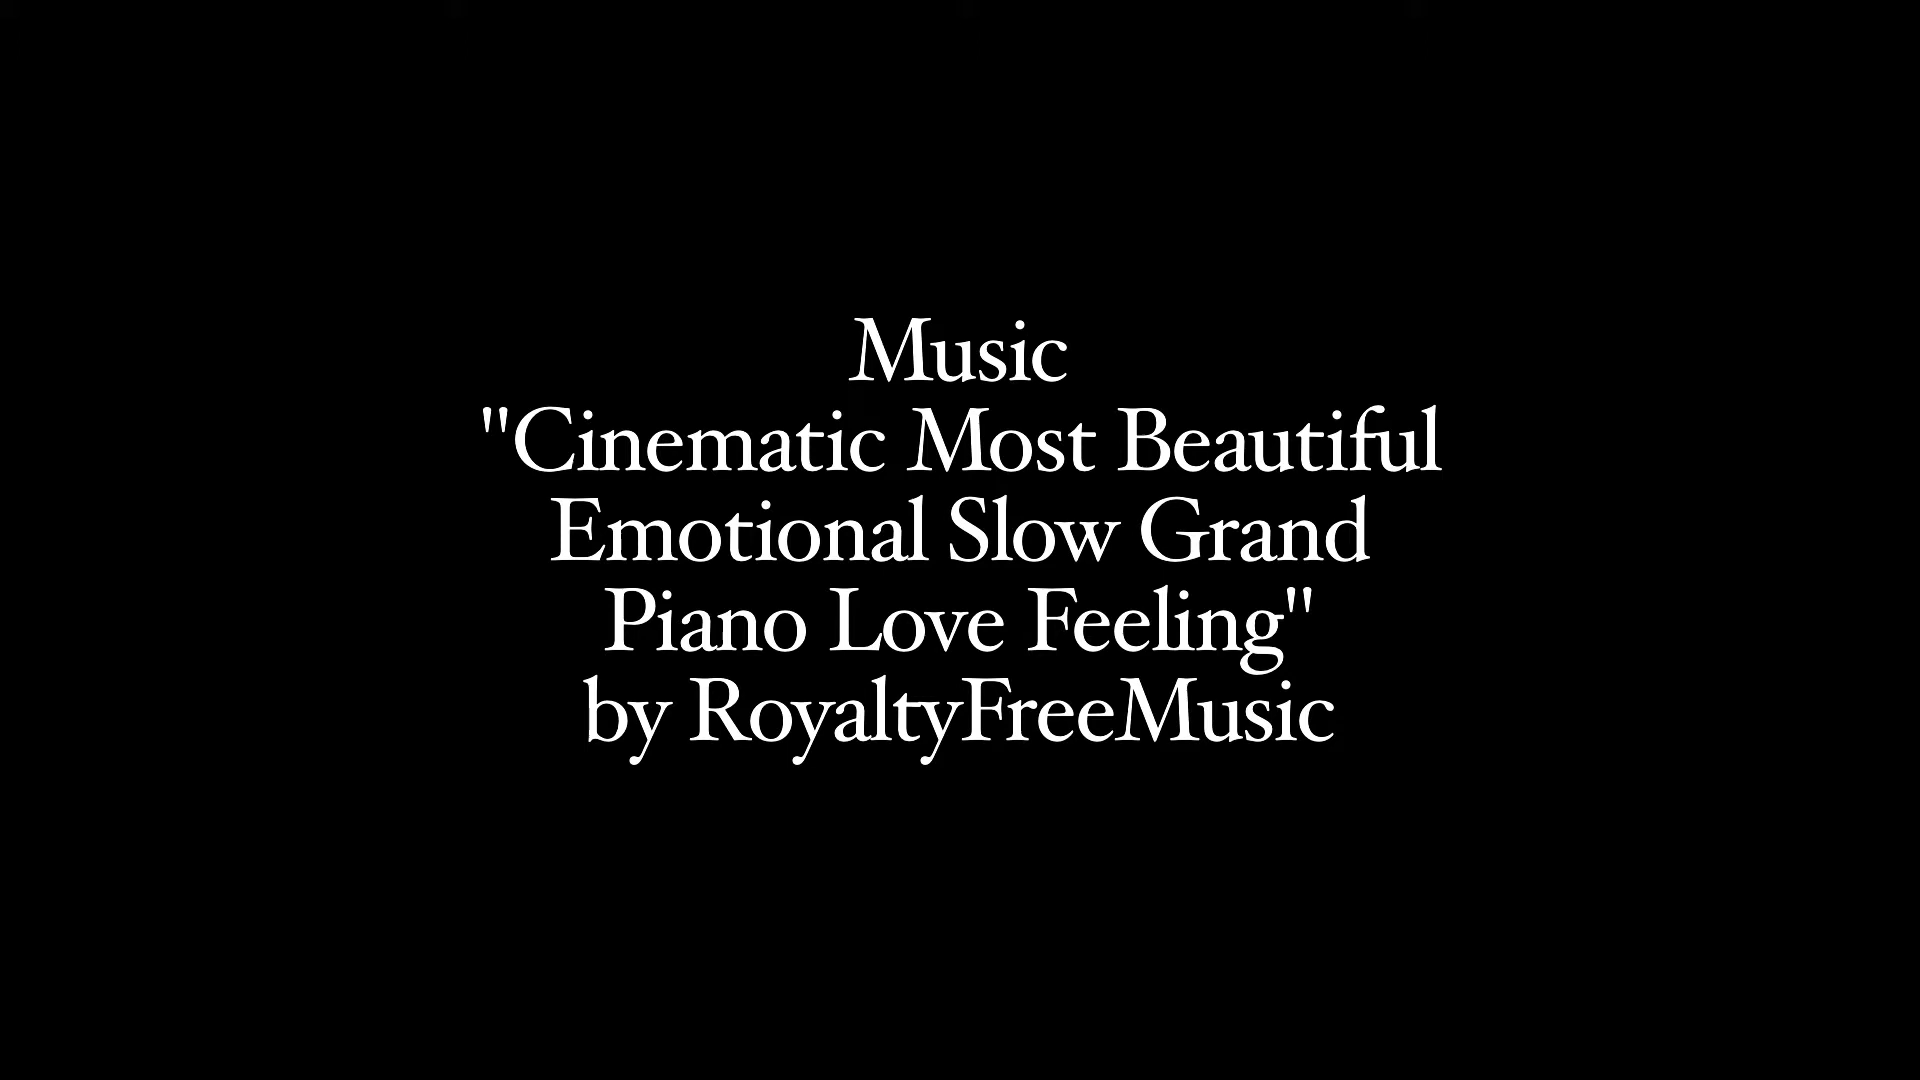 Music
"Cinematic Most Beautiful
Emotional Slow Grand
Piano Love Feeling"
by RoyaltyFreeMusic